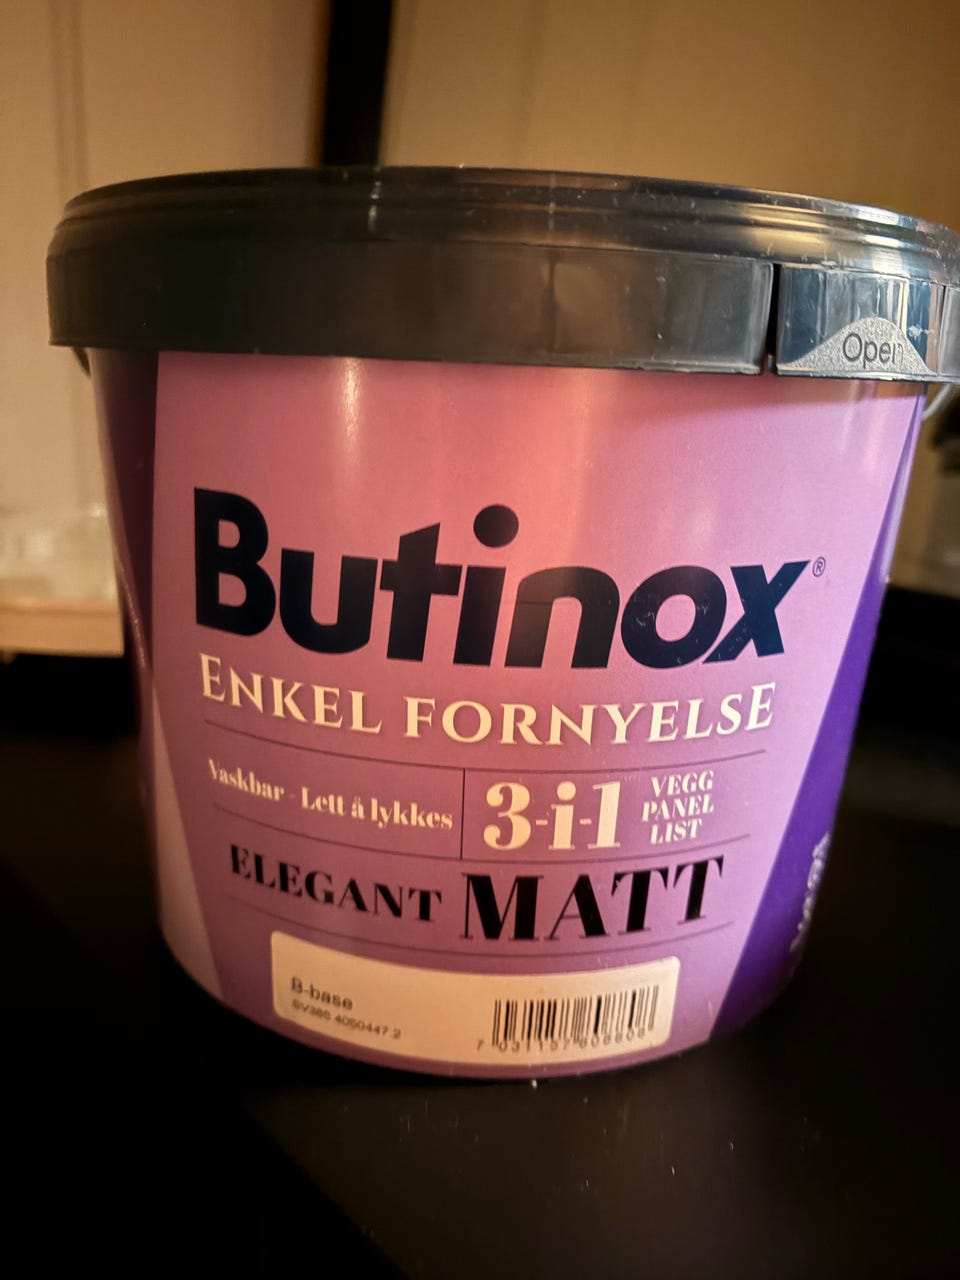 Open
Butinox®
ENKEL FORNYELSE
Vaskbar - Lett å lykkes
3-i-1
VEGG
PANEL
LIST
ELEGANT MATT
B-base